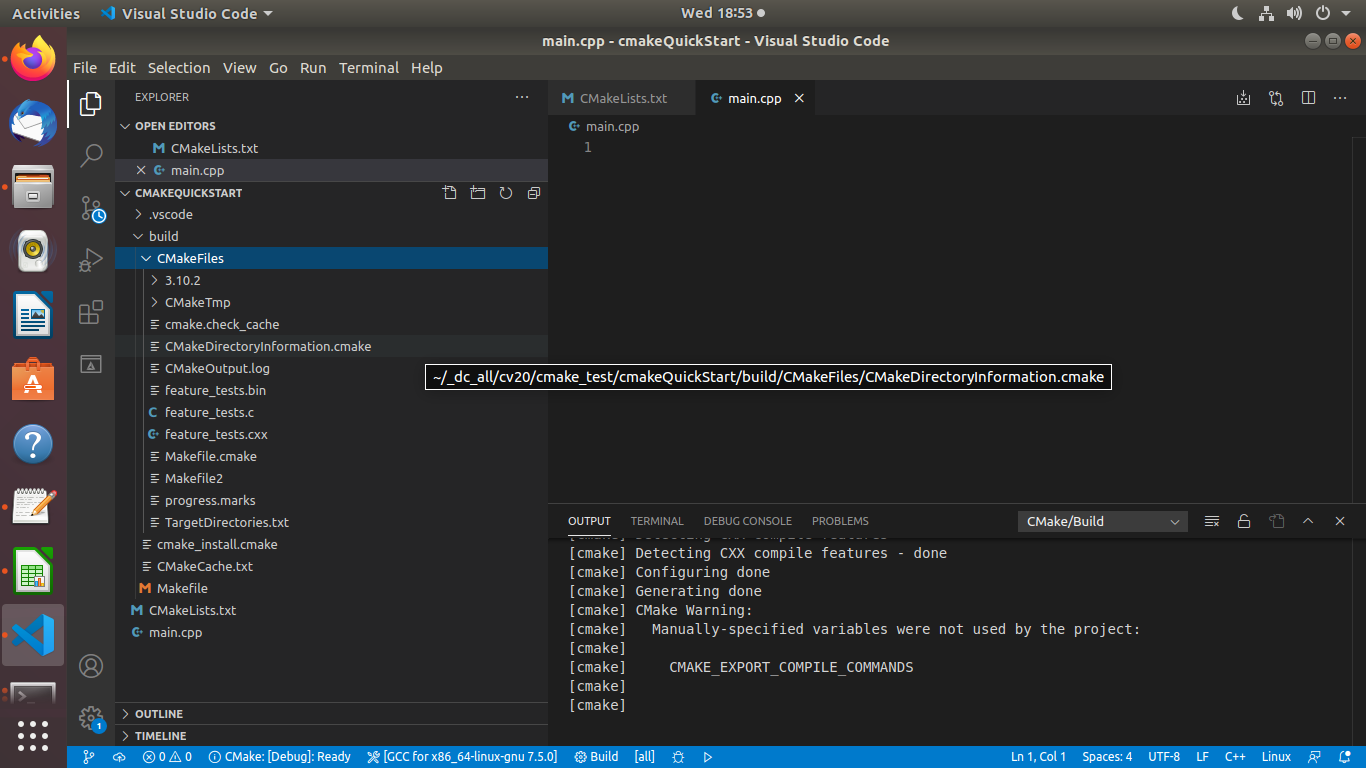 Activities
Visual Studio Code
Wed 18:53
main.cpp - cmakeQuickStart - Visual Studio Code
File Edit Selection View Go Run Terminal Help
EXPLORER
OPEN EDITORS
CMakeLists.txt
main.cpp
CMAKEQUICKSTART
.vscode
build
CMakeFiles
3.10.2
CMakeTmp
cmake.check_cache
CMakeDirectoryInformation.cmake
CMakeOutput.log
feature_tests.bin
feature_tests.c
feature_tests.cxx
Makefile.cmake
Makefile2
progress.marks
TargetDirectories.txt
cmake_install.cmake
CMakeCache.txt
Makefile
CMakeLists.txt
main.cpp
OUTLINE
TIMELINE
CMakeLists.txt
main.cpp
main.cpp
1
~/_dc_all/cv20/cmake_test/cmakeQuickStart/build/CMakeFiles/CMakeDirectoryInformation.cmake
OUTPUT TERMINAL DEBUG CONSOLE PROBLEMS
CMake/Build
[cmake] Detecting CXX compile features - done
[cmake] Configuring done
[cmake] Generating done
[cmake] CMake Warning:
[cmake] Manually-specified variables were not used by the project:
[cmake]
[cmake] CMAKE_EXPORT_COMPILE_COMMANDS
[cmake]
[cmake]
1
0 0 CMake: [Debug]: Ready [GCC for x86_64-linux-gnu 7.5.0] Build [all] Ln 1, Col 1 Spaces: 4 UTF-8 LF C++ Linux